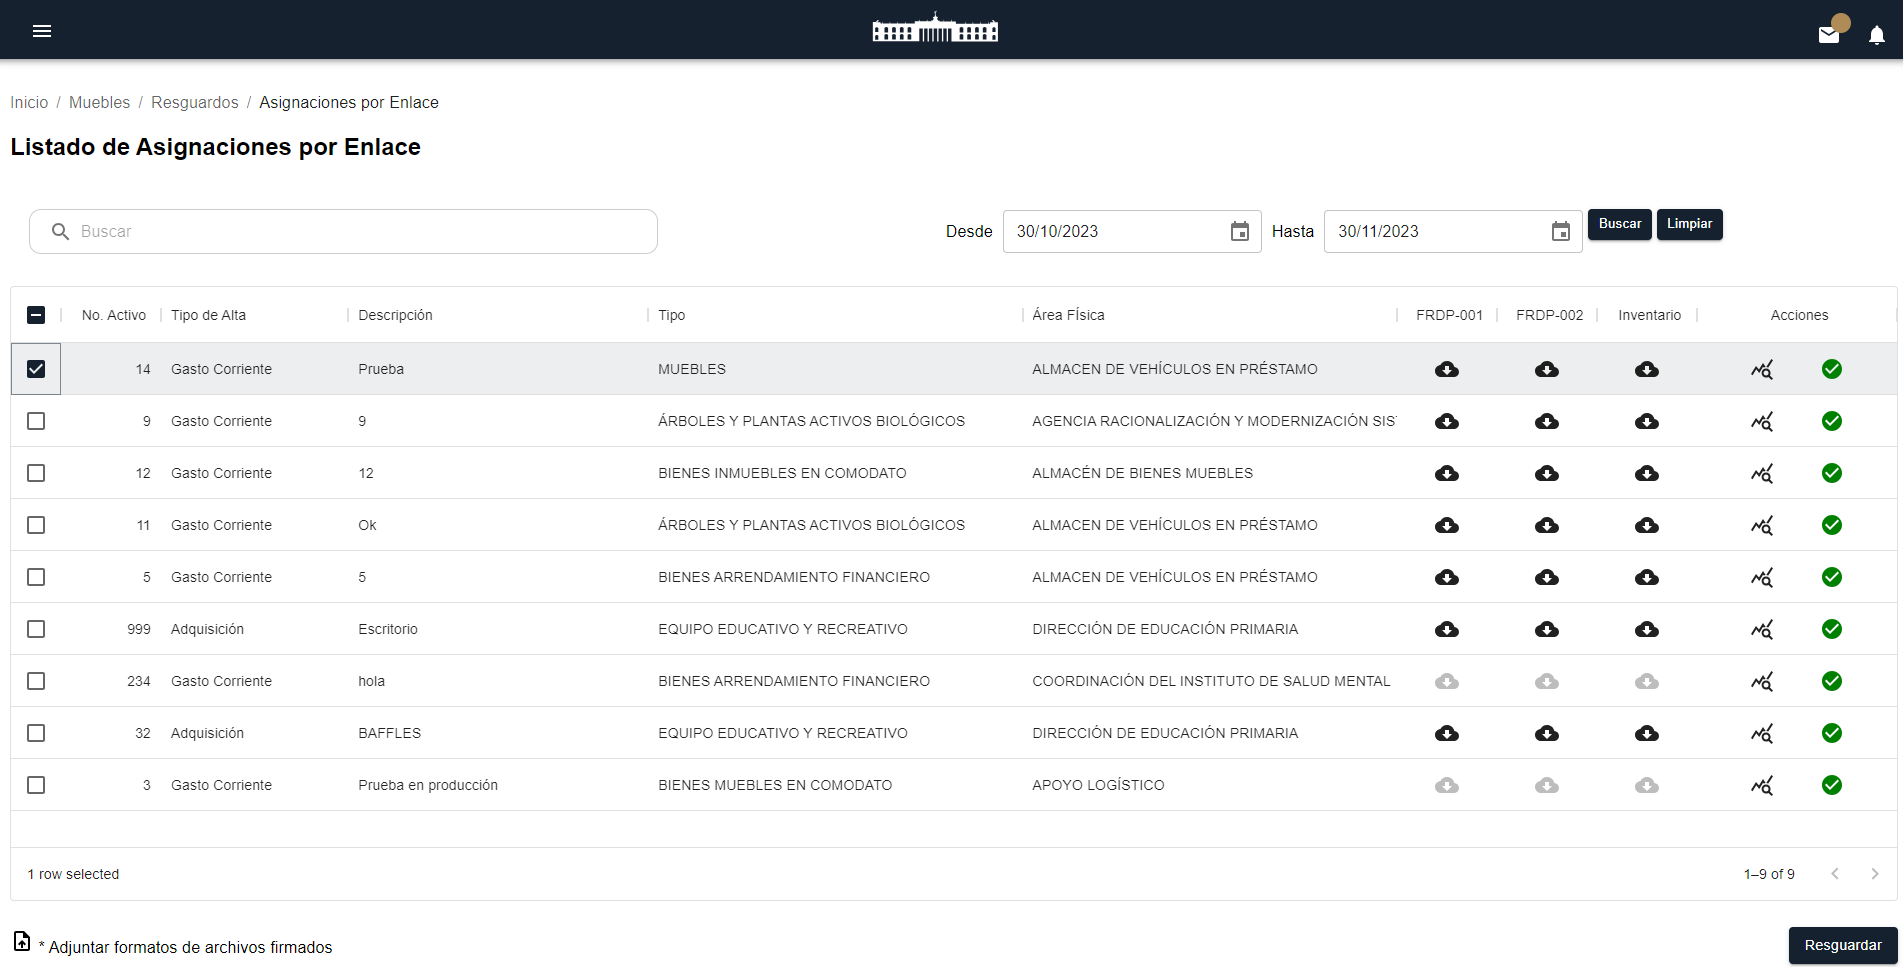 Inicio / Muebles / Resguardos / Asignaciones por Enlace
Listado de Asignaciones por Enlace
Buscar Desde 30/10/2023 Hasta 30/11/2023 Buscar Limpiar
No. Activo Tipo de Alta Descripción Tipo Área Física FRDP-001 FRDP-002 Inventario Acciones
14 Gasto Corriente Prueba MUEBLES ALMACEN DE VEHÍCULOS EN PRÉSTAMO
9 Gasto Corriente 9 ÁRBOLES Y PLANTAS ACTIVOS BIOLÓGICOS AGENCIA RACIONALIZACIÓN Y MODERNIZACIÓN SIS
12 Gasto Corriente 12 BIENES INMUEBLES EN COMODATO ALMACÉN DE BIENES MUEBLES
11 Gasto Corriente Ok ÁRBOLES Y PLANTAS ACTIVOS BIOLÓGICOS ALMACEN DE VEHÍCULOS EN PRÉSTAMO
5 Gasto Corriente 5 BIENES ARRENDAMIENTO FINANCIERO ALMACEN DE VEHÍCULOS EN PRÉSTAMO
999 Adquisición Escritorio EQUIPO EDUCATIVO Y RECREATIVO DIRECCIÓN DE EDUCACIÓN PRIMARIA
234 Gasto Corriente hola BIENES ARRENDAMIENTO FINANCIERO COORDINACIÓN DEL INSTITUTO DE SALUD MENTAL
32 Adquisición BAFFLES EQUIPO EDUCATIVO Y RECREATIVO DIRECCIÓN DE EDUCACIÓN PRIMARIA
3 Gasto Corriente Prueba en producción BIENES MUEBLES EN COMODATO APOYO LOGÍSTICO
1 row selected 1–9 of 9
* Adjuntar formatos de archivos firmados Resguardar